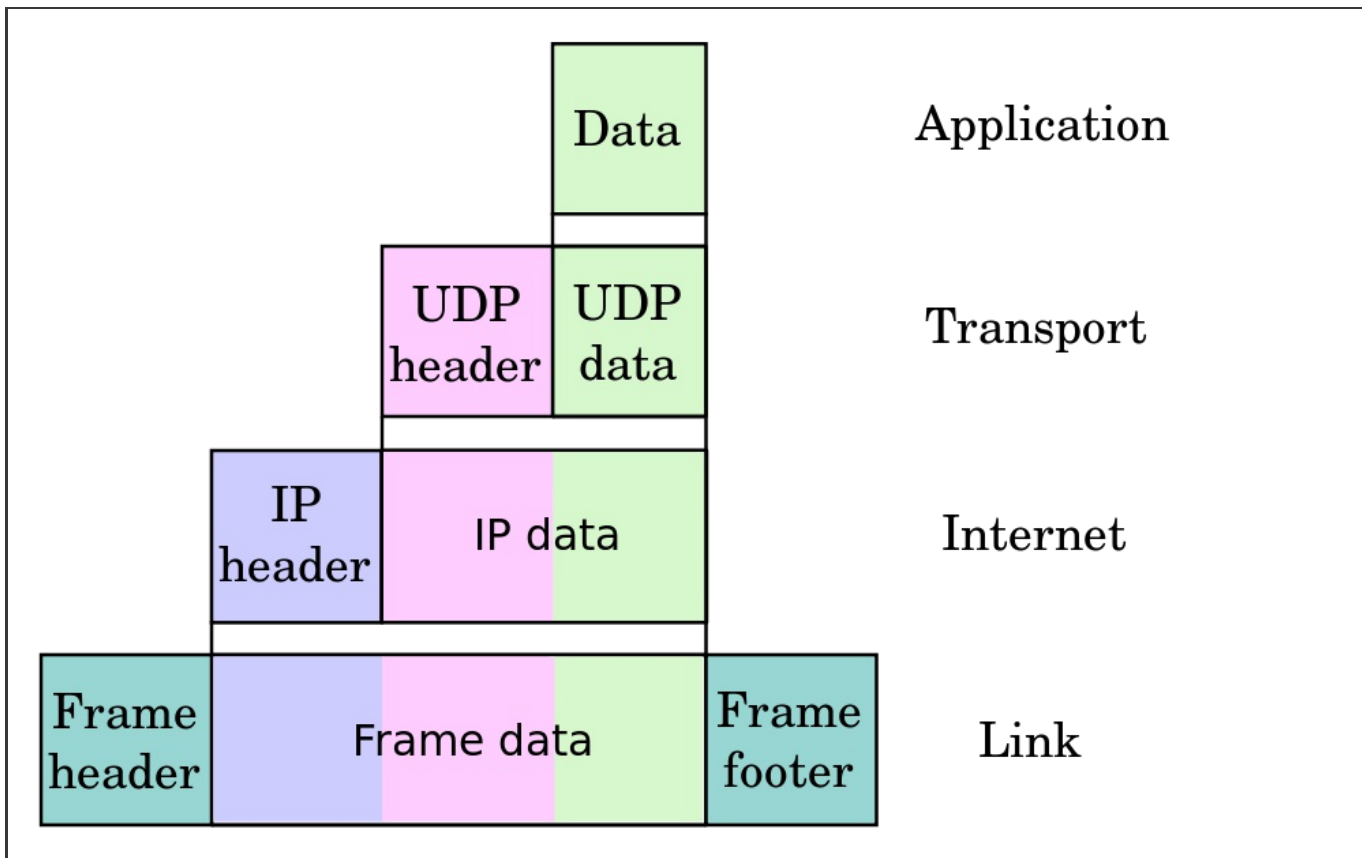 Data
Application
UDP
header
UDP
data
Transport
IP
header
IP data
Internet
Frame
header
Frame data
Frame
footer
Link